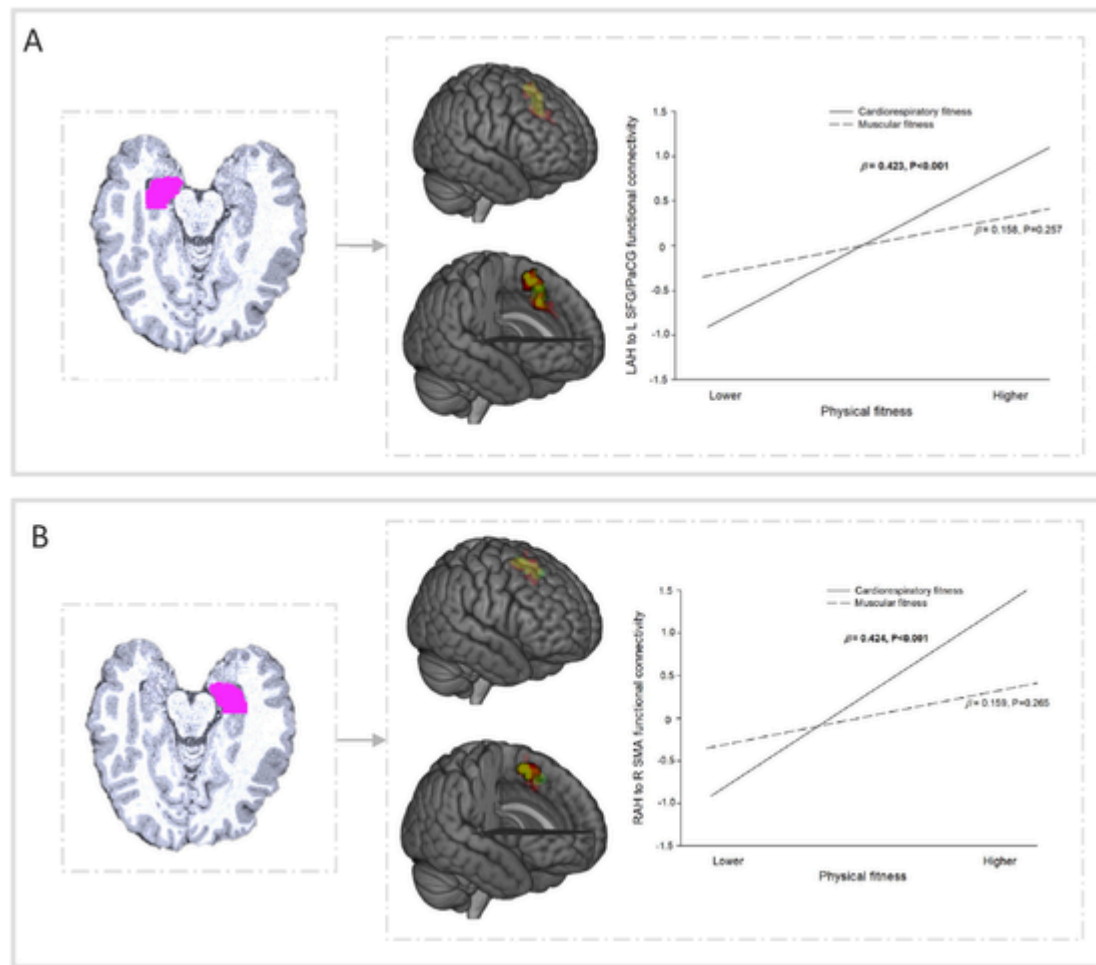 A
1.5
1.0
0.5
0
-0.5
-1.0
-1.5
LAH to L SFG/PaCG functional connectivity
Cardiorespiratory fitness
Muscular fitness
β = 0.423, P<0.001
β = 0.158, P=0.257
Lower
Higher
Physical fitness
B
1.5
1.0
0.5
0
-0.5
-1.0
-1.5
RAH to R SMA functional connectivity
Cardiorespiratory fitness
Muscular fitness
β = 0.424, P<0.001
β = 0.159, P=0.265
Lower
Higher
Physical fitness